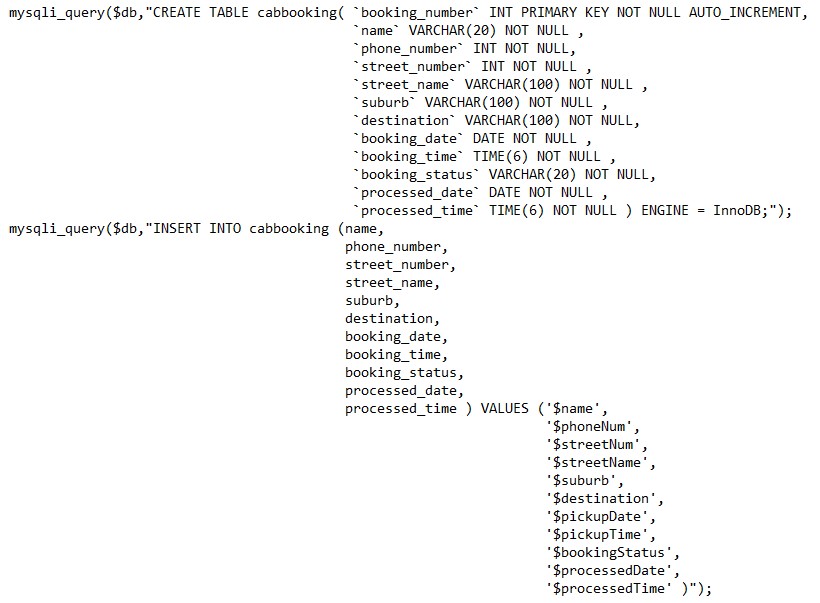 mysqli_query($db,"CREATE TABLE cabbooking( `booking_number` INT PRIMARY KEY NOT NULL AUTO_INCREMENT,
`name` VARCHAR(20) NOT NULL ,
`phone_number` INT NOT NULL,
`street_number` INT NOT NULL ,
`street_name` VARCHAR(100) NOT NULL ,
`suburb` VARCHAR(100) NOT NULL ,
`destination` VARCHAR(100) NOT NULL,
`booking_date` DATE NOT NULL ,
`booking_time` TIME(6) NOT NULL ,
`booking_status` VARCHAR(20) NOT NULL,
`processed_date` DATE NOT NULL ,
`processed_time` TIME(6) NOT NULL ) ENGINE = InnoDB;");
mysqli_query($db,"INSERT INTO cabbooking (name,
phone_number,
street_number,
street_name,
suburb,
destination,
booking_date,
booking_time,
booking_status,
processed_date,
processed_time ) VALUES ('$name',
'$phoneNum',
'$streetNum',
'$streetName',
'$suburb',
'$destination',
'$pickupDate',
'$pickupTime',
'$bookingStatus',
'$processedDate',
'$processedTime' )");